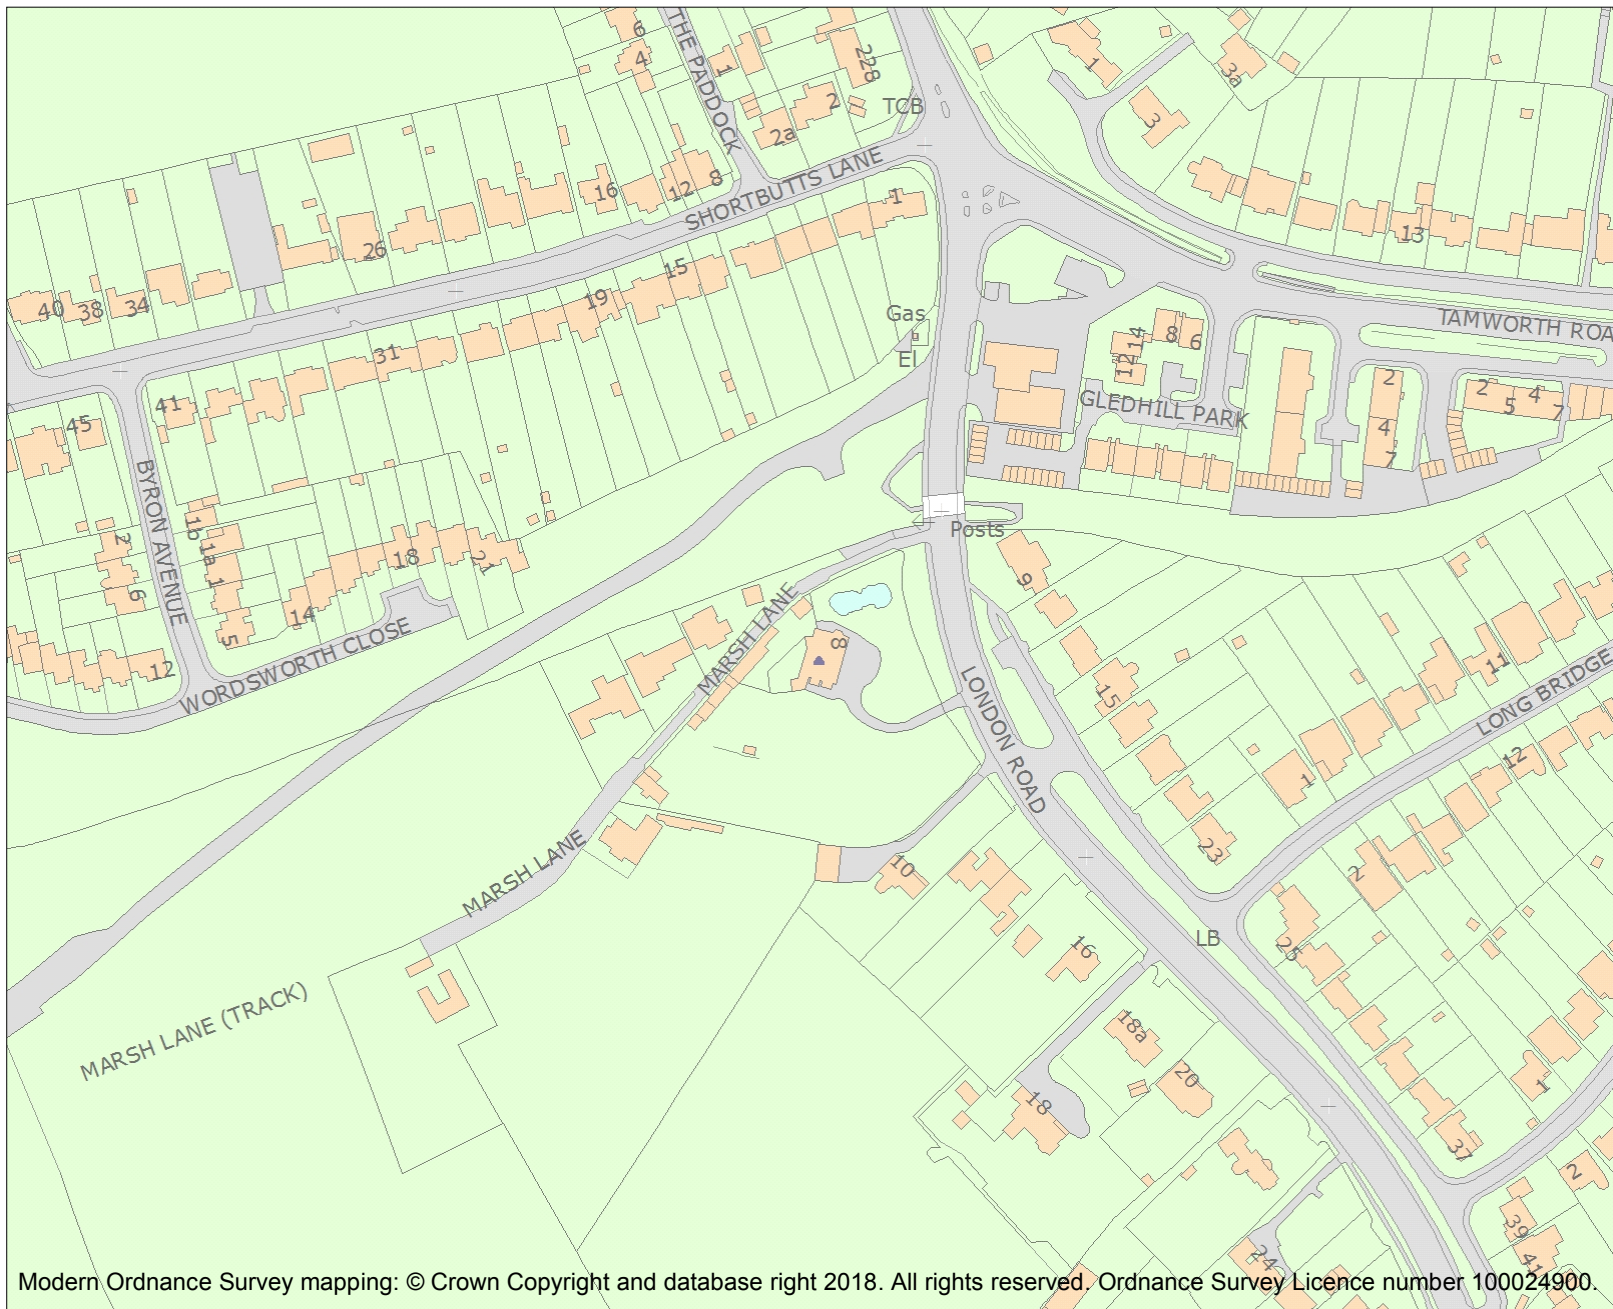 THE PADDOCK
6
4
1
228
2
2a
TCB
1
3a
3
SHORTBUTTS LANE
16
12
8
1
26
13
15
40
38
34
19
Gas
El
31
TAMWORTH ROA
14
12
8
6
GLEDHILL PARK
2
4
7
2
5
4
7
41
45
BYRON AVENUE
1b
1a
1
2
6
5
14
18
21
12
WORDSWORTH CLOSE
Posts
9
MARSH LANE
8
LONDON ROAD
15
11
LONG BRIDGE
12
1
23
2
10
MARSH LANE
LB
25
16
MARSH LANE (TRACK)
18a
20
18
1
37
2
39
41
24
Modern Ordnance Survey mapping: © Crown Copyright and database right 2018. All rights reserved. Ordnance Survey Licence number 100024900.